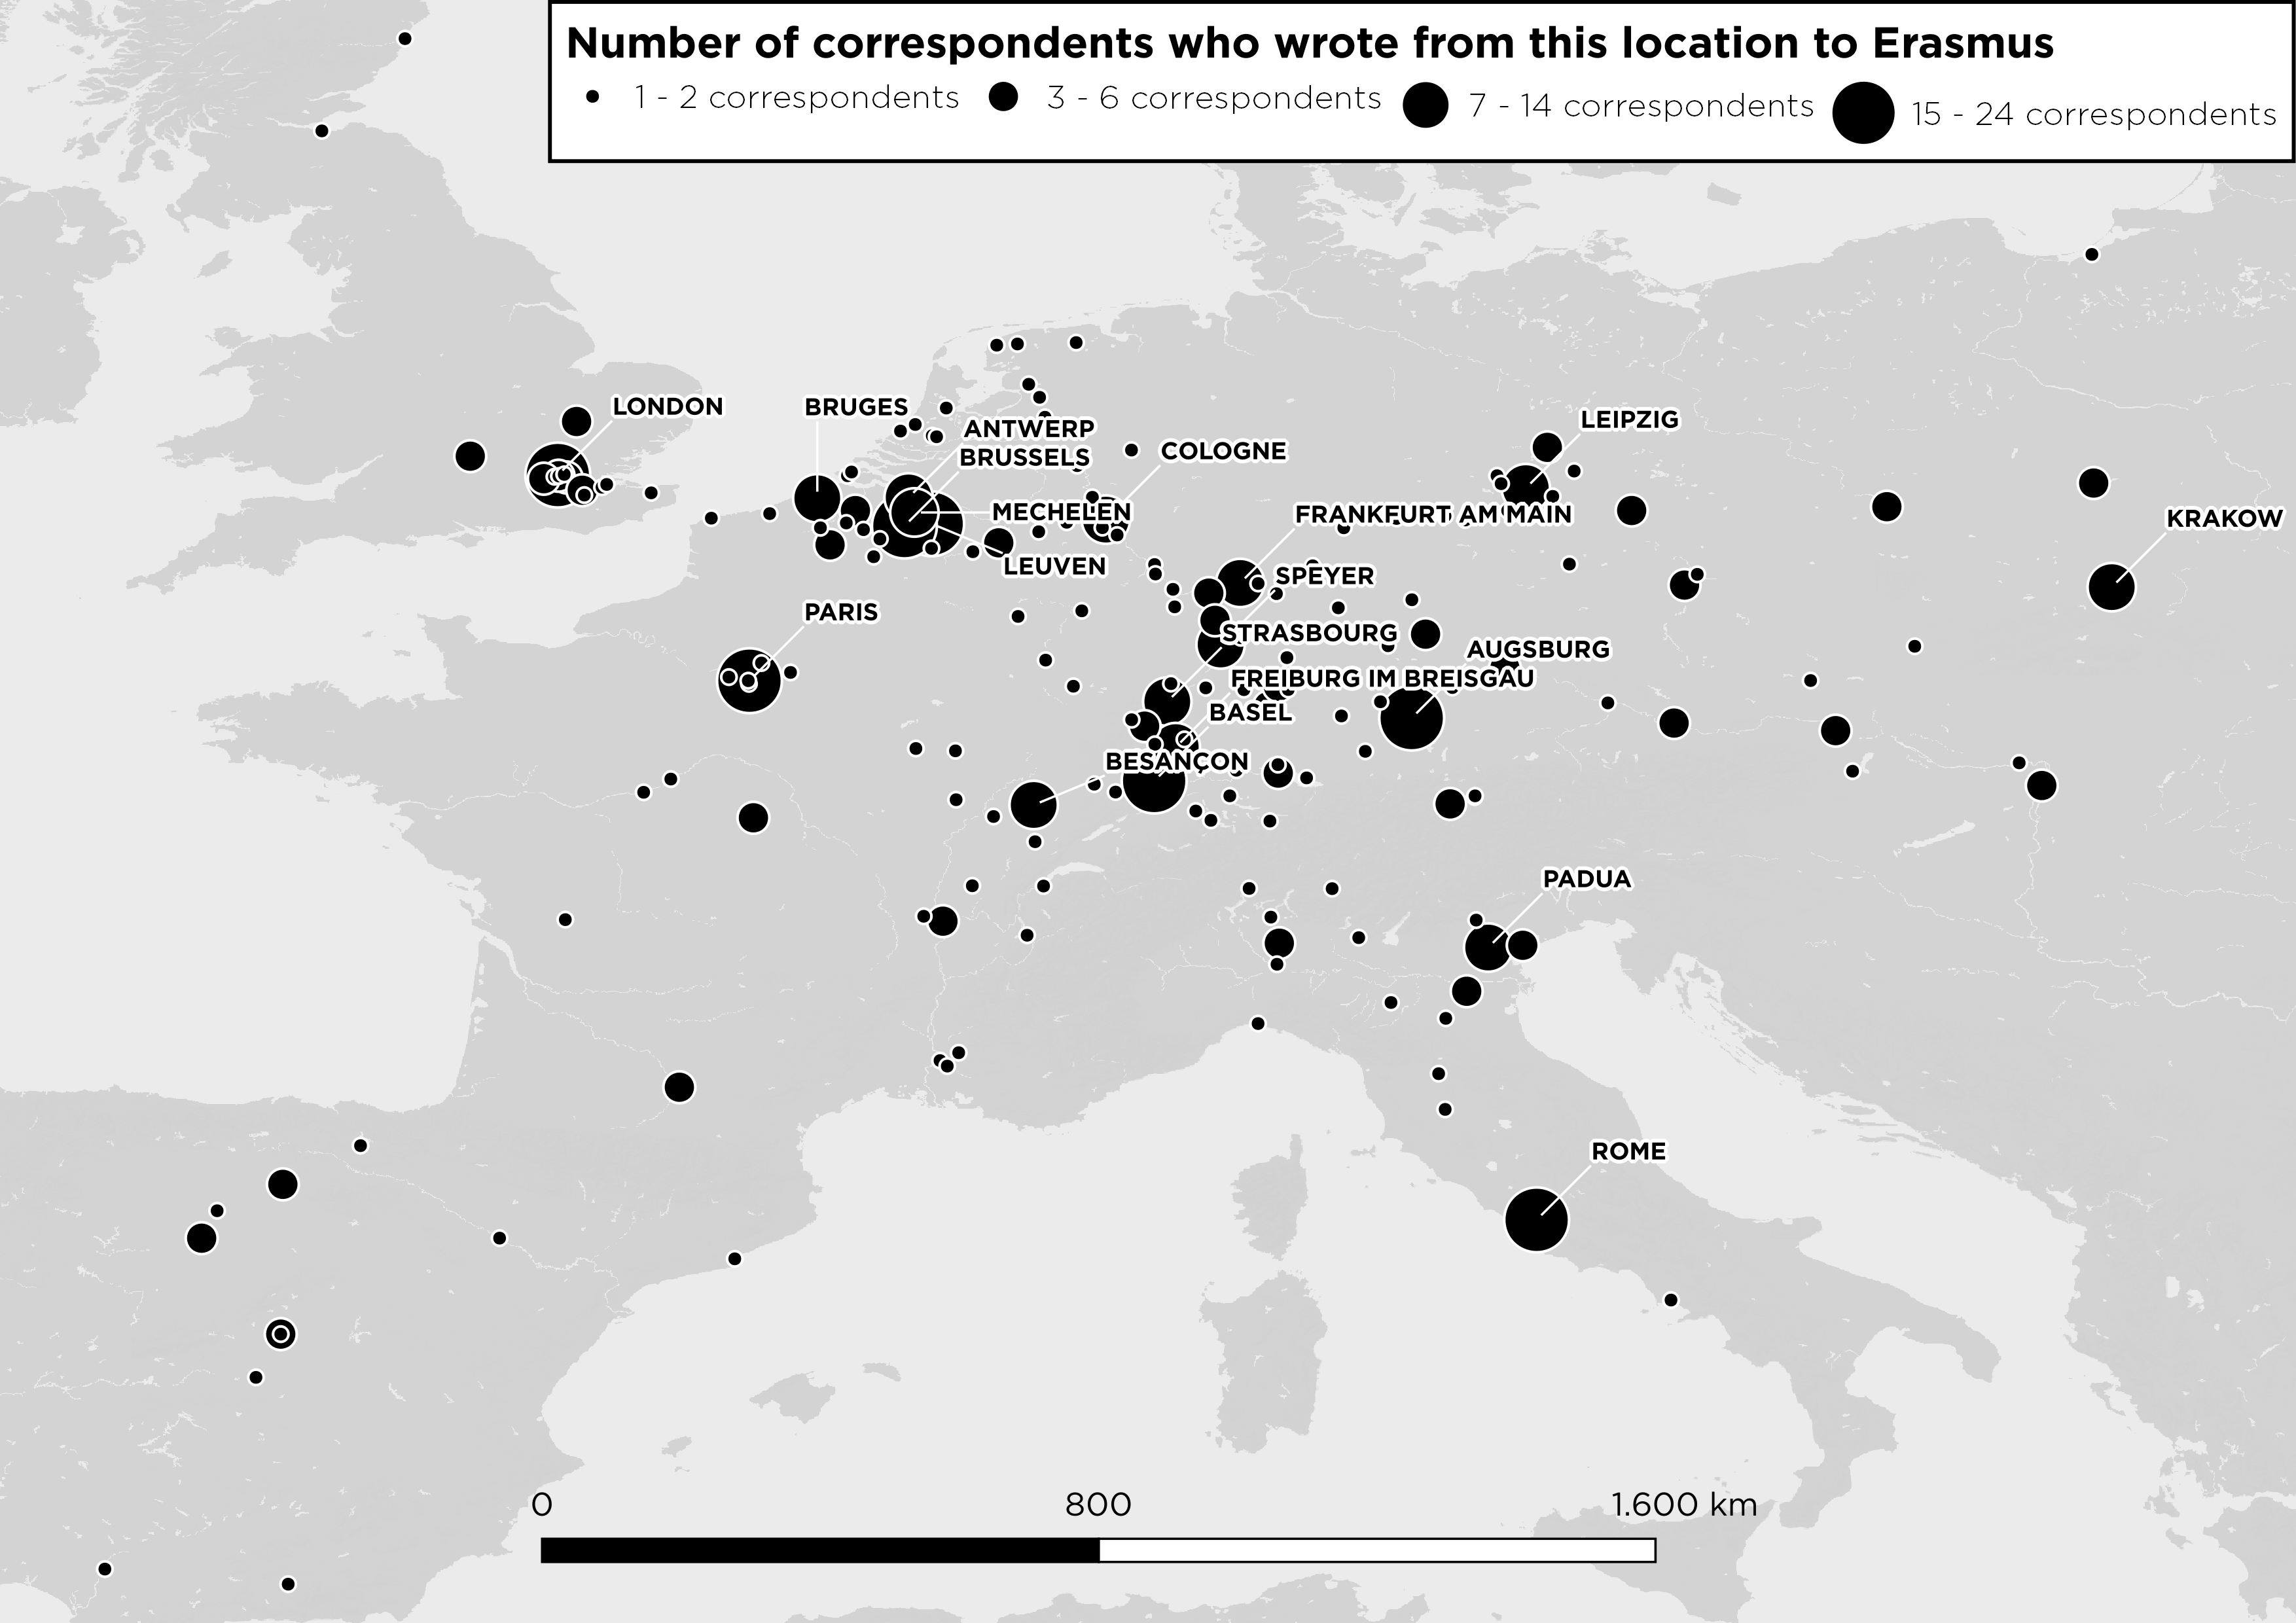 Number of correspondents who wrote from this location to Erasmus
1 - 2 correspondents 3 - 6 correspondents 7 - 14 correspondents 15 - 24 correspondents
LONDON
BRUGES
ANTWERP
LEIPZIG
BRUSSELS
COLOGNE
MECHELEN
FRANKFURT AM MAIN
KRAKOW
LEUVEN
SPEYER
PARIS
STRASBOURG
AUGSBURG
FREIBURG IM BREISGAU
BASEL
BESANÇON
PADUA
ROME
0 800 1.600 km